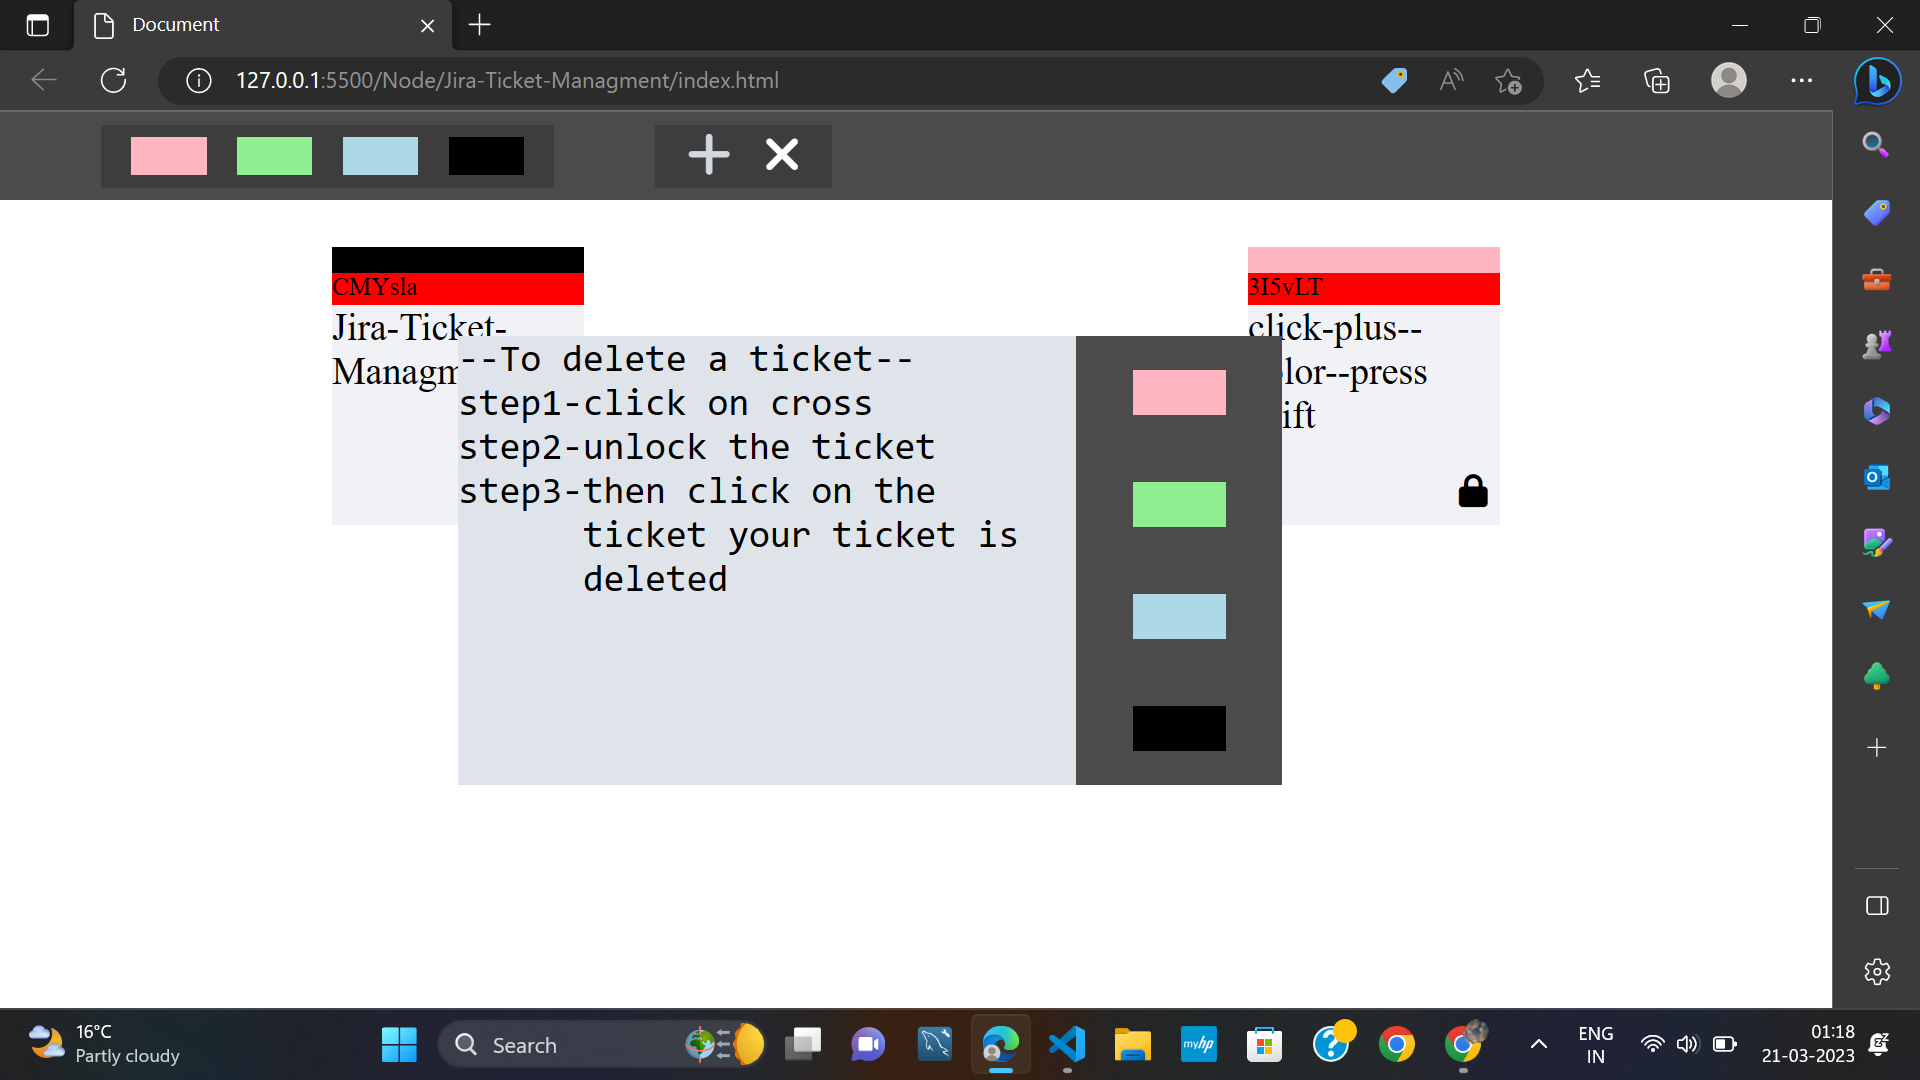 Document
127.0.0.1:5500/Node/Jira-Ticket-Managment/index.html
CMYsla
Jira-Ticket-
Managm
3I5vLT
click-plus--
lor--press
ift
--To delete a ticket--
step1-click on cross
step2-unlock the ticket
step3-then click on the
ticket your ticket is
deleted
16°C
Partly cloudy
Search
myhp
ENG
IN
01:18
21-03-2023